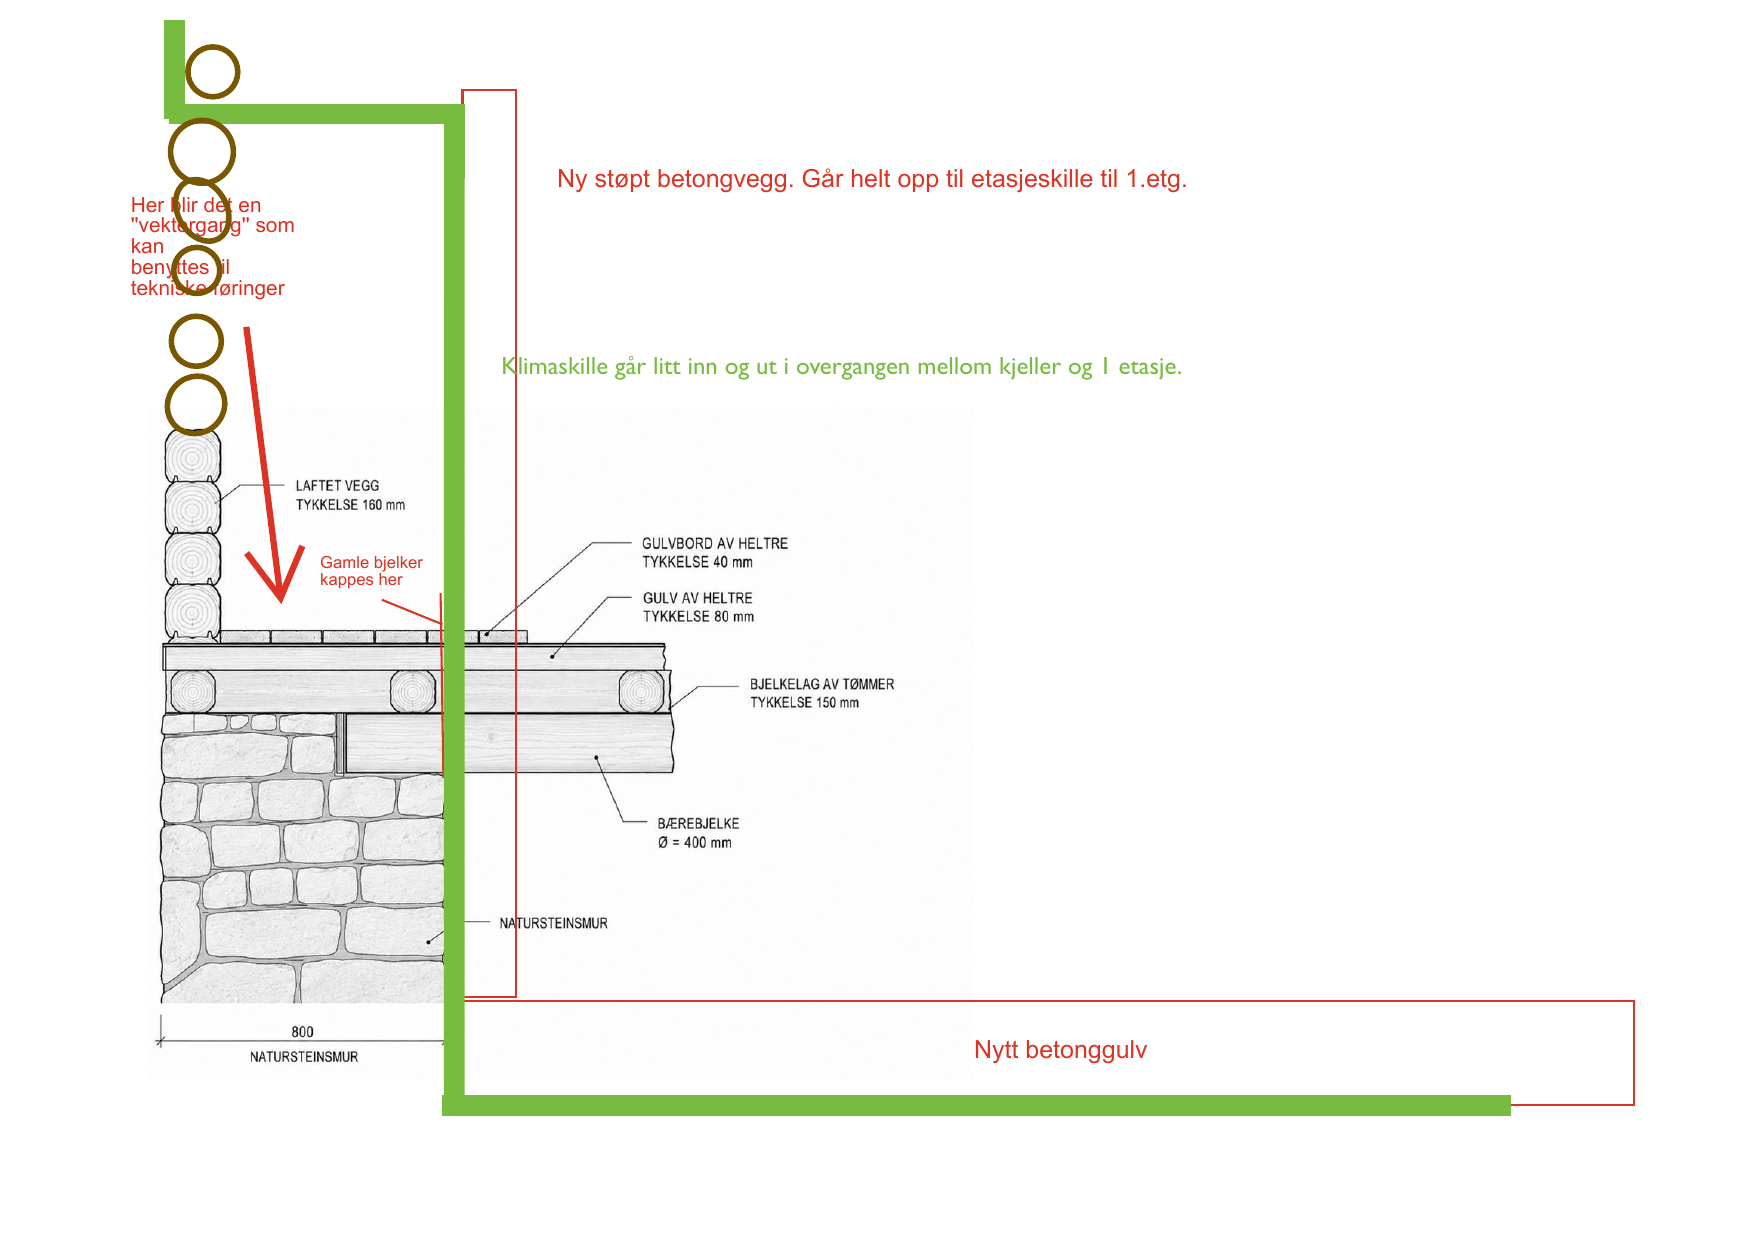 Ny støpt betongvegg. Går helt opp til etasjeskille til 1.etg.
Her blir det en
"vektergang" som
kan
benyttes til
tekniske føringer
Klimaskille går litt inn og ut i overgangen mellom kjeller og 1 etasje.
LAFTET VEGG
TYKKELSE 160 mm
Gamle bjelker
kappes her
GULVBORD AV HELTRE
TYKKELSE 40 mm
GULV AV HELTRE
TYKKELSE 80 mm
BJELKELAG AV TØMMER
TYKKELSE 150 mm
BÆREBJELKE
Ø = 400 mm
NATURSTEINSMUR
800
NATURSTEINSMUR
Nytt betonggulv